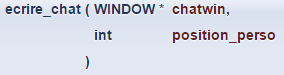 ecrire_chat ( WINDOW * chatwin,
int position_perso
)